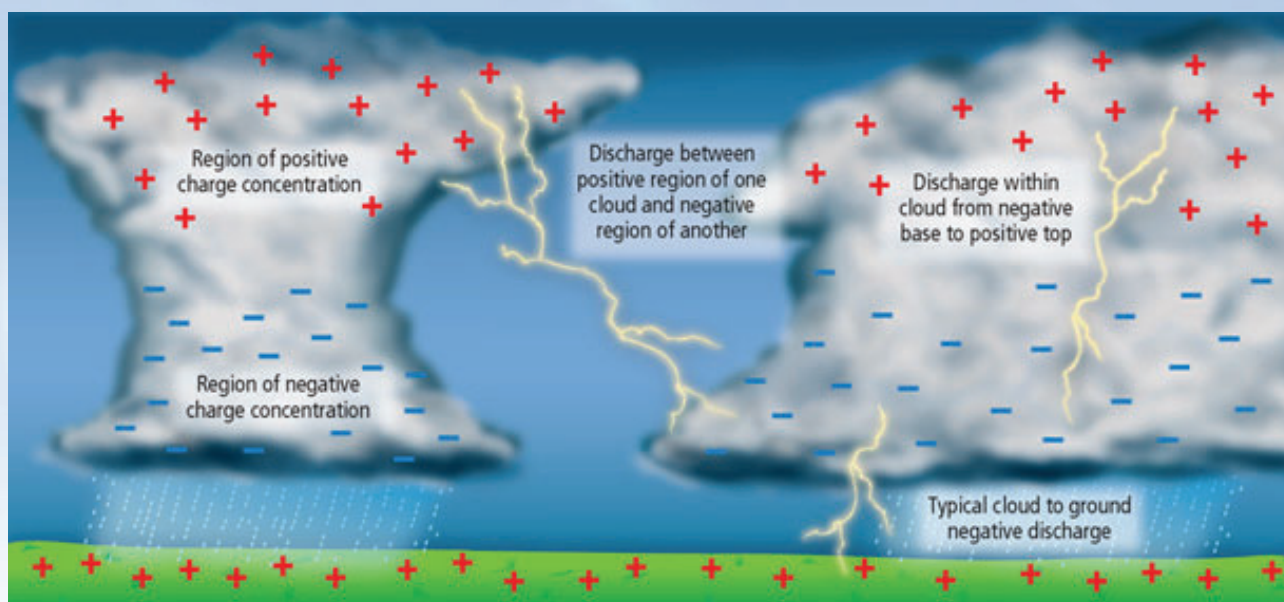 Region of positive
charge concentration
Discharge between
positive region of one
cloud and negative
region of another
Discharge within
cloud from negative
base to positive top
Region of negative
charge concentration
Typical cloud to ground
negative discharge